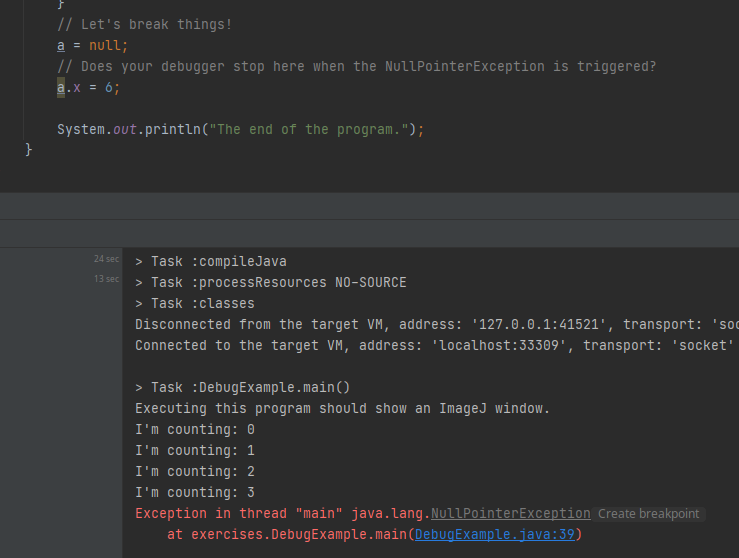 }
// Let's break things!
a = null;
// Does your debugger stop here when the NullPointerException is triggered?
a.x = 6;
System.out.println("The end of the program.");
}
24 sec > Task :compileJava
13 sec > Task :processResources NO-SOURCE
> Task :classes
Disconnected from the target VM, address: '127.0.0.1:41521', transport: 'soc
Connected to the target VM, address: 'localhost:33309', transport: 'socket'
> Task :DebugExample.main()
Executing this program should show an ImageJ window.
I'm counting: 0
I'm counting: 1
I'm counting: 2
I'm counting: 3
Exception in thread "main" java.lang.NullPointerException Create breakpoint
at exercises.DebugExample.main(DebugExample.java:39)